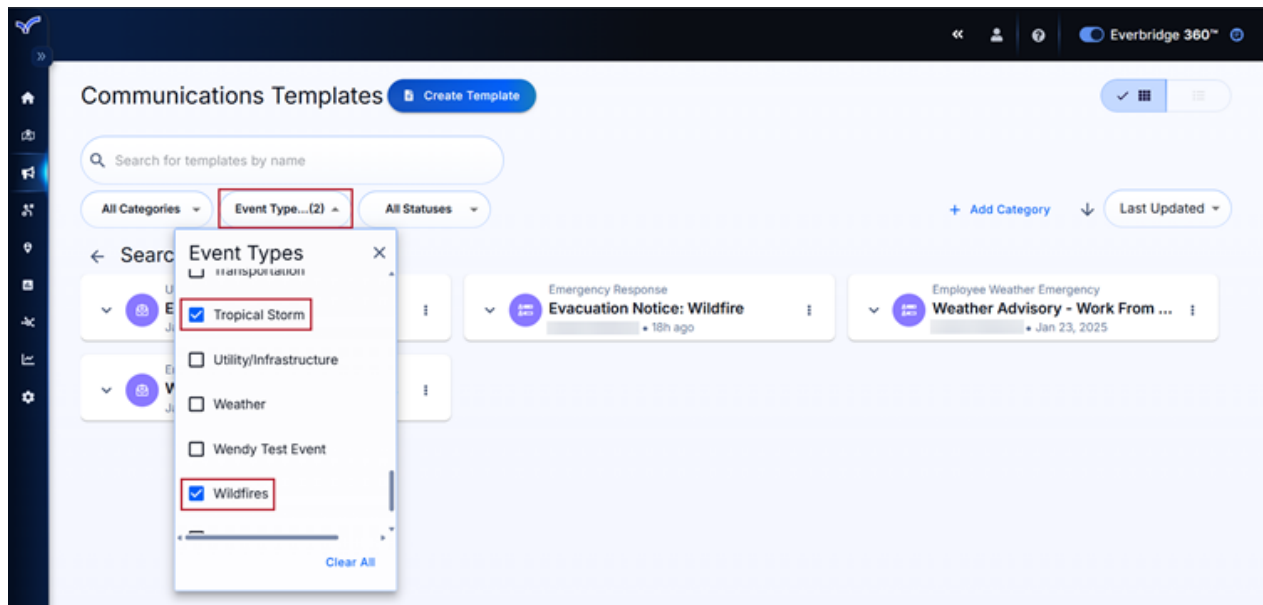 Everbridge 360™
Communications Templates
Create Template
Search for templates by name
All Categories
Event Type...(2)
All Statuses
+ Add Category
Last Updated
Searc
Event Types
Transportation
Tropical Storm
Utility/Infrastructure
Weather
Wendy Test Event
Wildfires
Clear All
Emergency Response
Evacuation Notice: Wildfire
• 18h ago
Employee Weather Emergency
Weather Advisory - Work From ...
• Jan 23, 2025